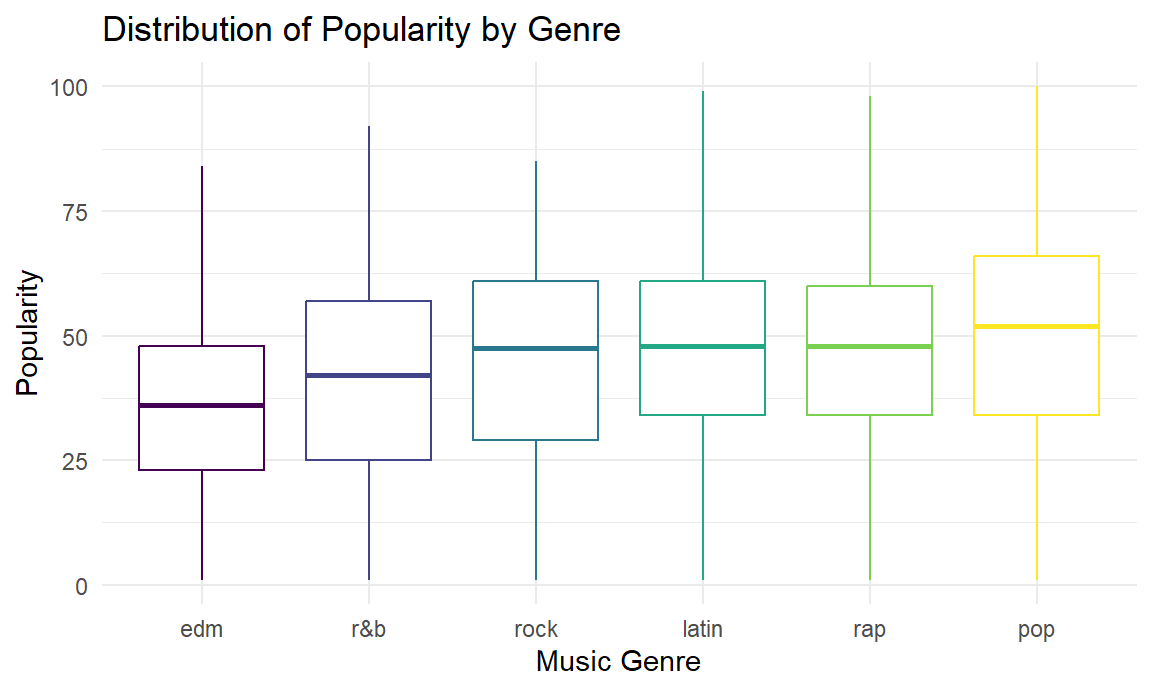 Distribution of Popularity by Genre
100
75
50
25
0
Popularity
edm r&b rock latin rap pop
Music Genre